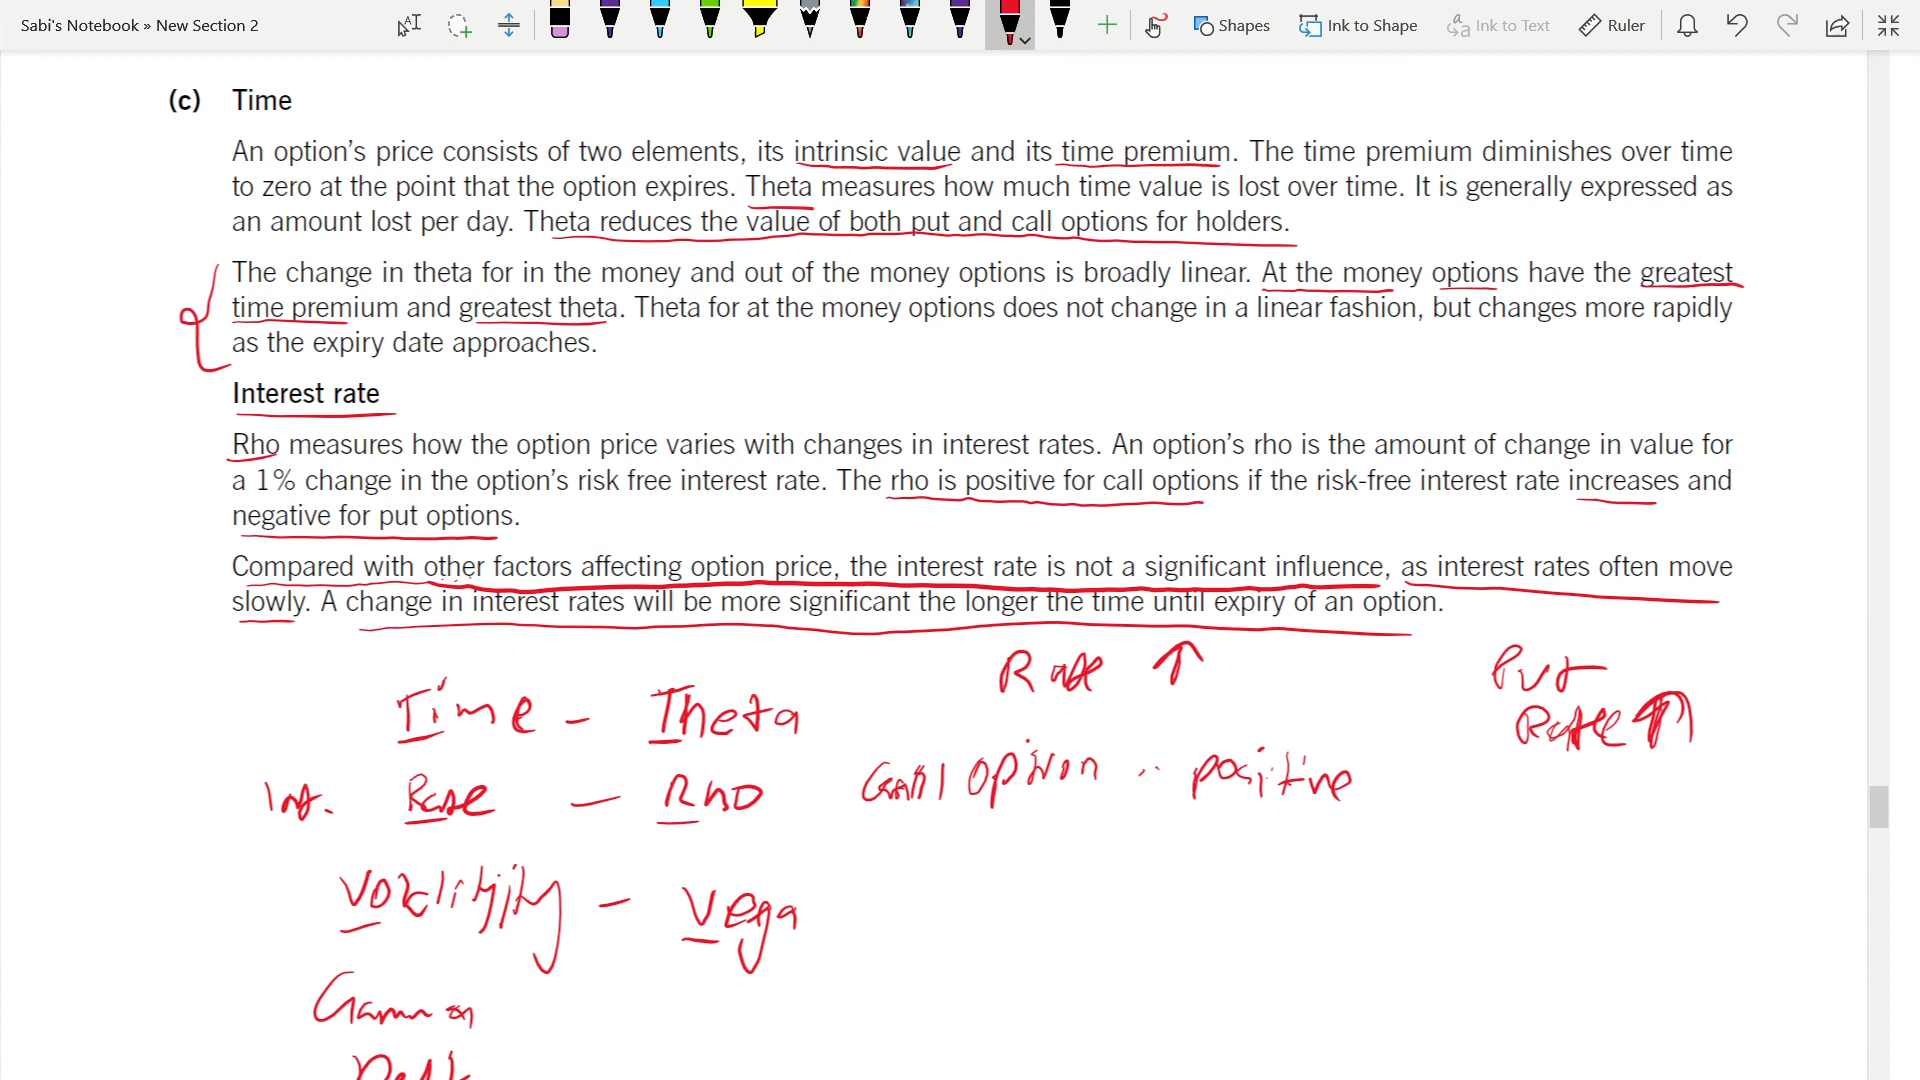 Sabi's Notebook » New Section 2
Shapes
Ink to Shape
Ink to Text
Ruler
(c) Time
An option’s price consists of two elements, its intrinsic value and its time premium. The time premium diminishes over time
to zero at the point that the option expires. Theta measures how much time value is lost over time. It is generally expressed as
an amount lost per day. Theta reduces the value of both put and call options for holders.
The change in theta for in the money and out of the money options is broadly linear. At the money options have the greatest
time premium and greatest theta. Theta for at the money options does not change in a linear fashion, but changes more rapidly
as the expiry date approaches.
Interest rate
Rho measures how the option price varies with changes in interest rates. An option’s rho is the amount of change in value for
a 1% change in the option’s risk free interest rate. The rho is positive for call options if the risk-free interest rate increases and
negative for put options.
Compared with other factors affecting option price, the interest rate is not a significant influence, as interest rates often move
slowly. A change in interest rates will be more significant the longer the time until expiry of an option.
Rate ↑
Put
Rate ↑
Time - Theta
Call option positive
Int. Rate - Rho
Vega